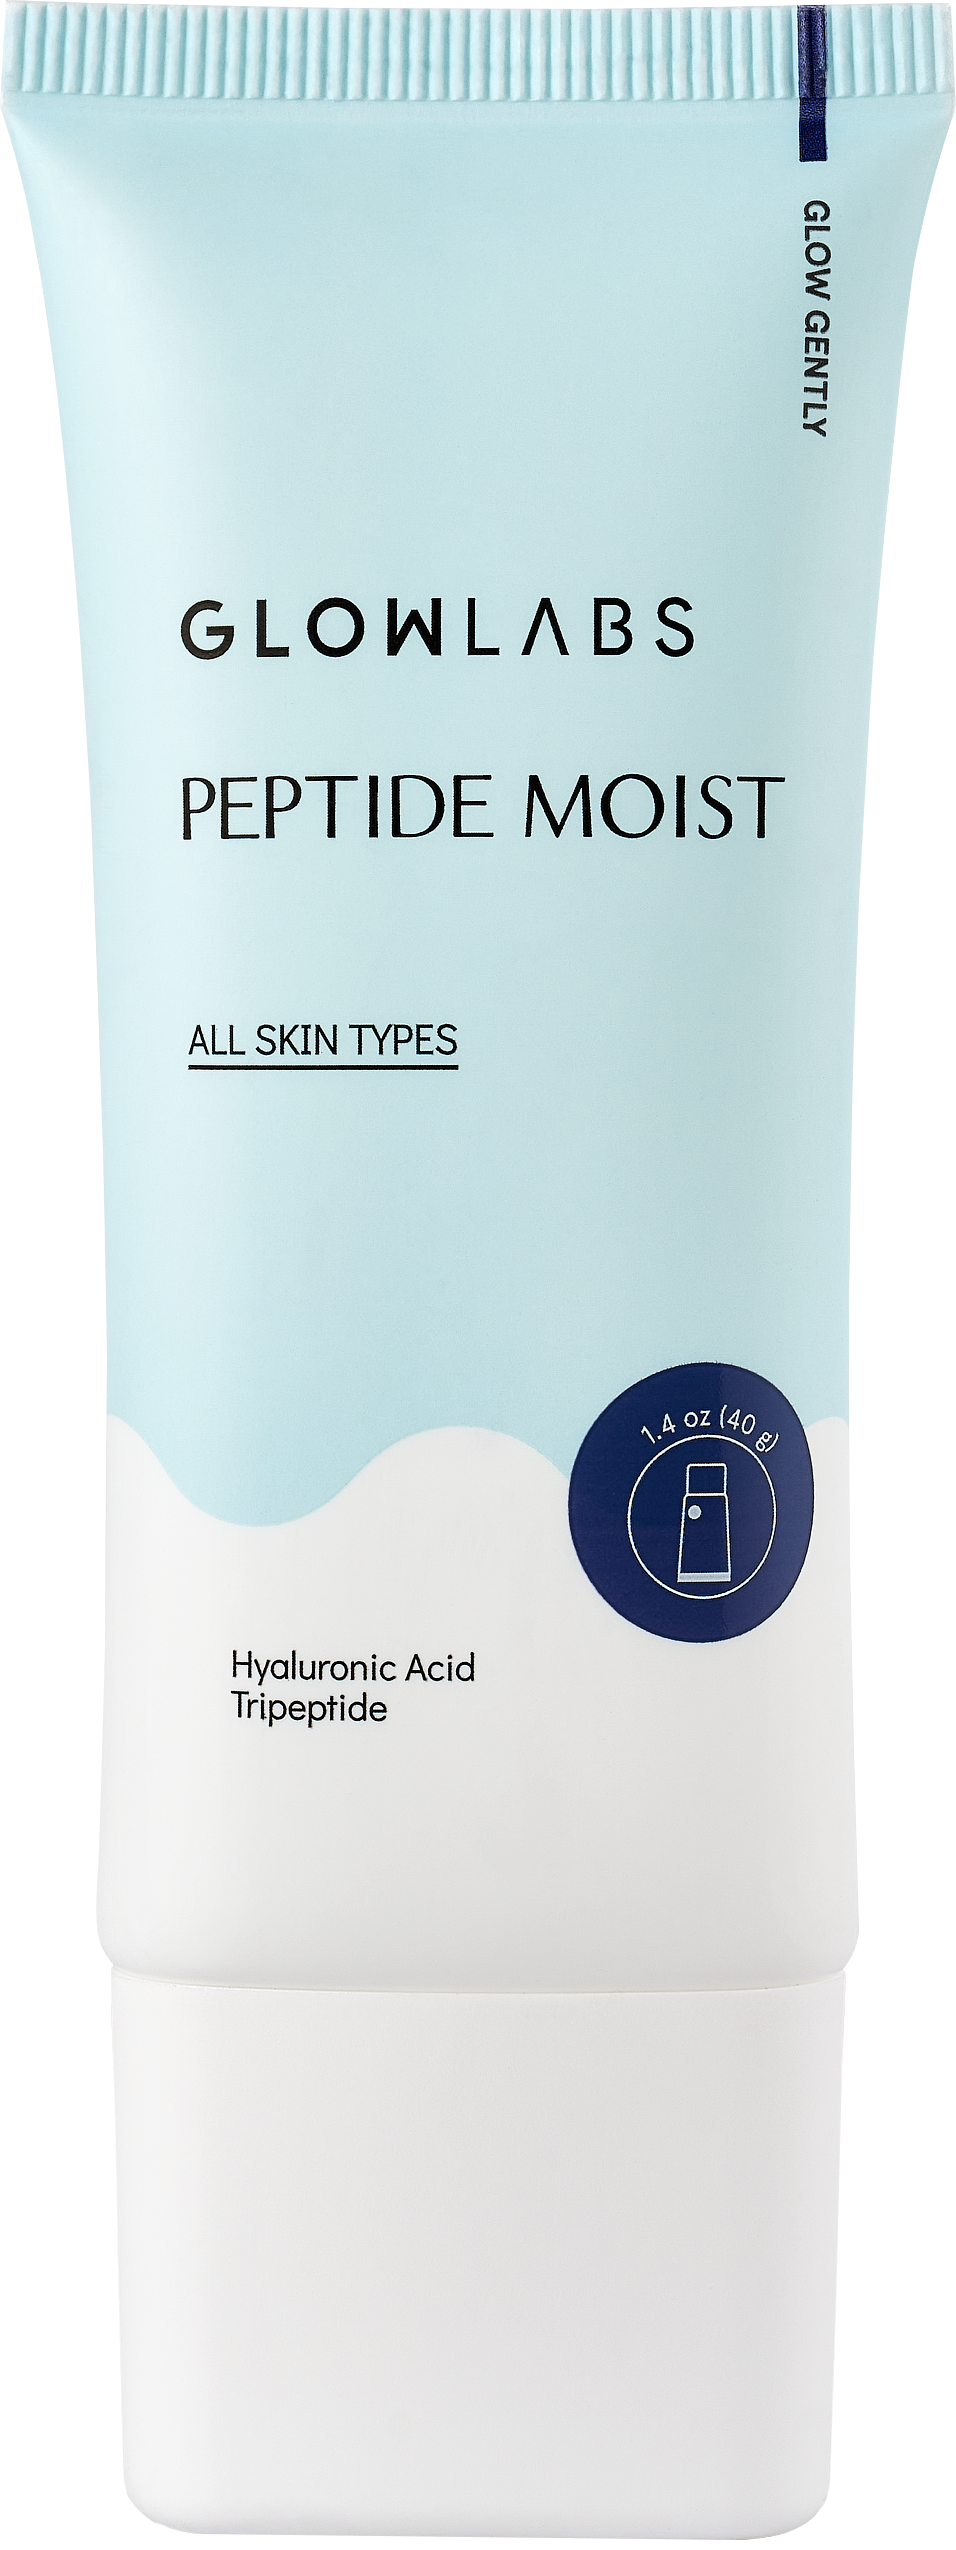 GLOW GENTLY
GLOWLABS
PEPTIDE MOIST
ALL SKIN TYPES
1.4 oz (40 g)
Hyaluronic Acid
Tripeptide